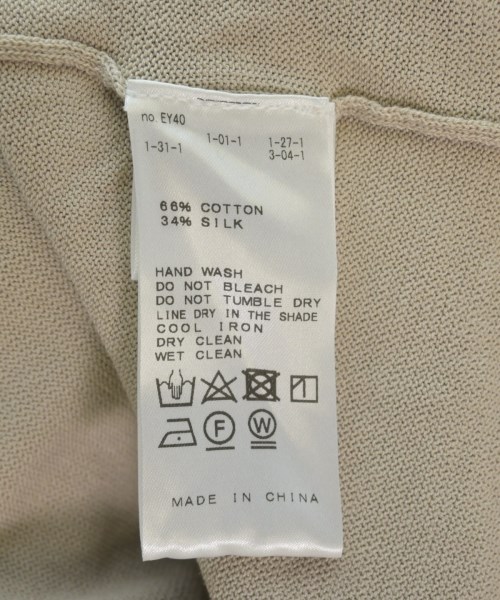 no. EY40
1-31-1 1-01-1 1-27-1
3-04-1
66% COTTON
34% SILK
HAND WASH
DO NOT BLEACH
DO NOT TUMBLE DRY
LINE DRY IN THE SHADE
COOL IRON
DRY CLEAN
WET CLEAN
F W
MADE IN CHINA